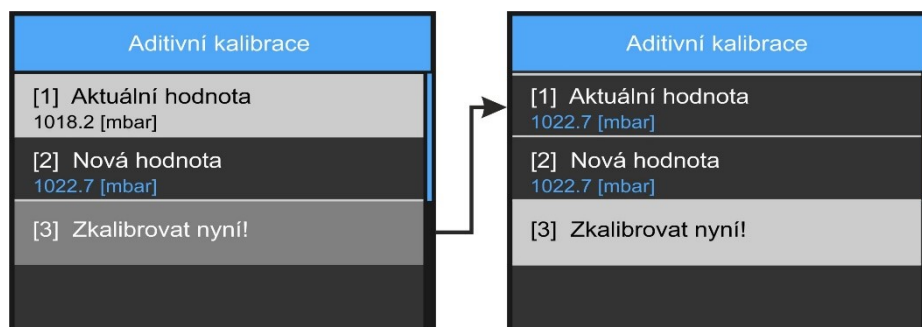 Aditivní kalibrace
[1] Aktuální hodnota
1018.2 [mbar]
[2] Nová hodnota
1022.7 [mbar]
[3] Zkalibrovat nyní!
Aditivní kalibrace
[1] Aktuální hodnota
1022.7 [mbar]
[2] Nová hodnota
1022.7 [mbar]
[3] Zkalibrovat nyní!